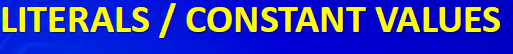 LITERALS / CONSTANT VALUES